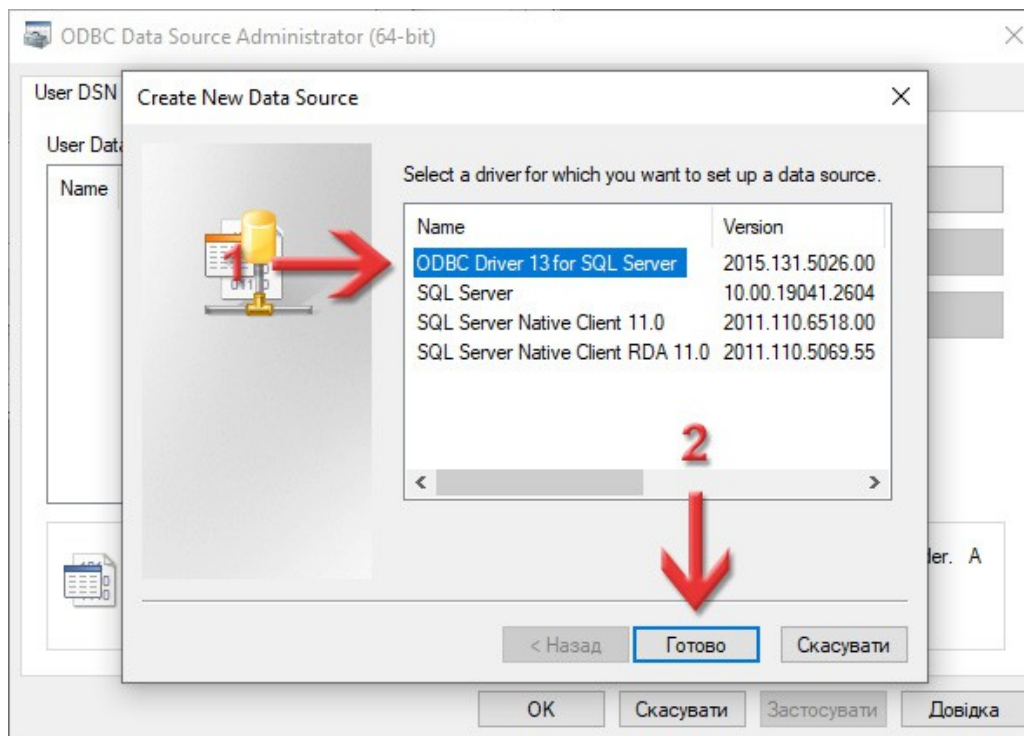 ODBC Data Source Administrator (64-bit)
User DSN
Create New Data Source
User Data
Name
Select a driver for which you want to set up a data source.
Name Version
ODBC Driver 13 for SQL Server 2015.131.5026.00
SQL Server 10.00.19041.2604
SQL Server Native Client 11.0 2011.110.6518.00
SQL Server Native Client RDA 11.0 2011.110.5069.55
1
2
der. A
< Назад Готово Скасувати
OK Скасувати Застосувати Довідка